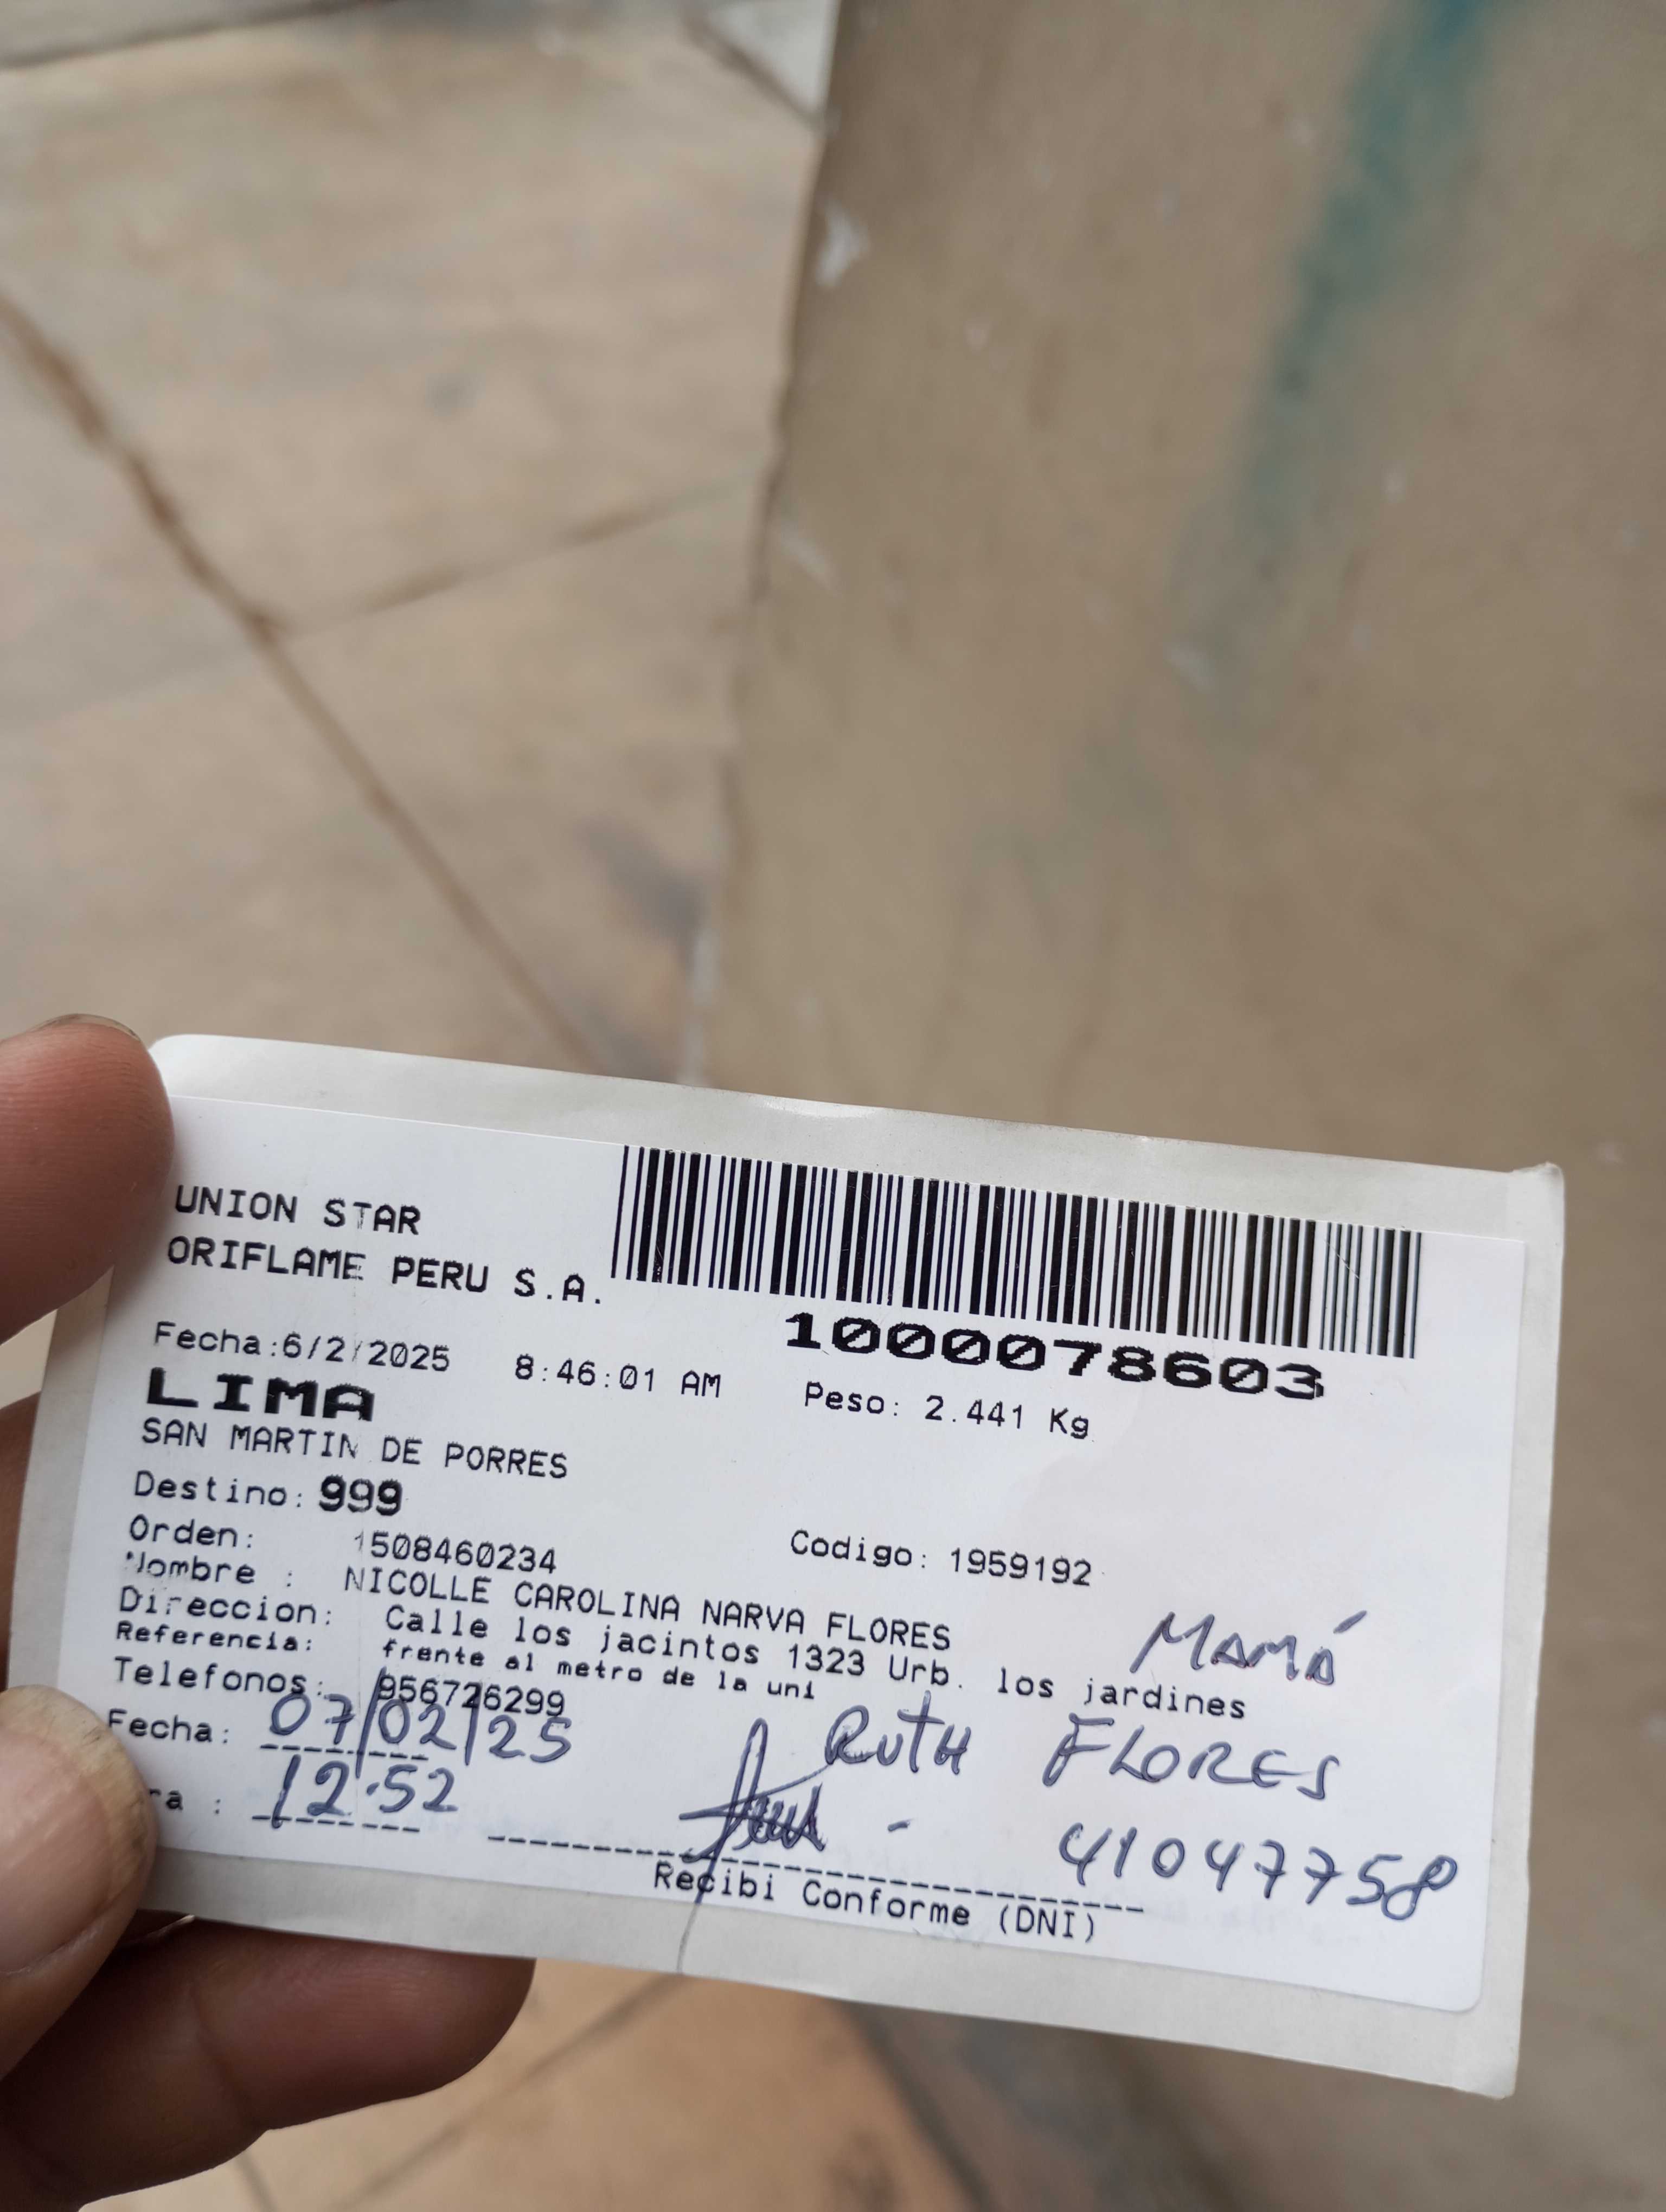 UNION STAR
ORIFLAME PERU S.A.
1000078603
Fecha:6/2/2025 8:46:01 AM Peso: 2.441 Kg
LIMA
SAN MARTIN DE PORRES
Destino: 999
Orden: 1508460234 Codigo: 1959192
Nombre : NICOLLE CAROLINA NARVA FLORES
Direccion: Calle los jacintos 1323 Urb. los jardines
Referencia: frente al metro de la uni
Telefonos: 956726299
MAMÁ
Fecha: 07/02/25 RUTH FLORES
ra : 12.52 41047758
Recibi Conforme (DNI)